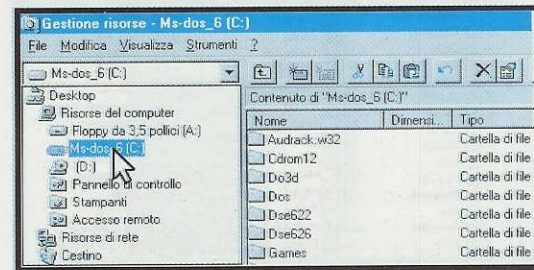 Gestione risorse - Ms-dos_6 (C:)
File Modifica Visualizza Strumenti ?
Ms-dos_6 (C:)
Desktop
Risorse del computer
Floppy da 3,5 pollici (A:)
Ms-dos_6 (C:)
(D:)
Pannello di controllo
Stampanti
Accesso remoto
Risorse di rete
Cestino
Contenuto di "Ms-dos_6 (C:)"
Nome Dimensi... Tipo
Audrack.w32 Cartella di file
Cdrom12 Cartella di file
Do3d Cartella di file
Dos Cartella di file
Dse622 Cartella di file
Dse626 Cartella di file
Games Cartella di file